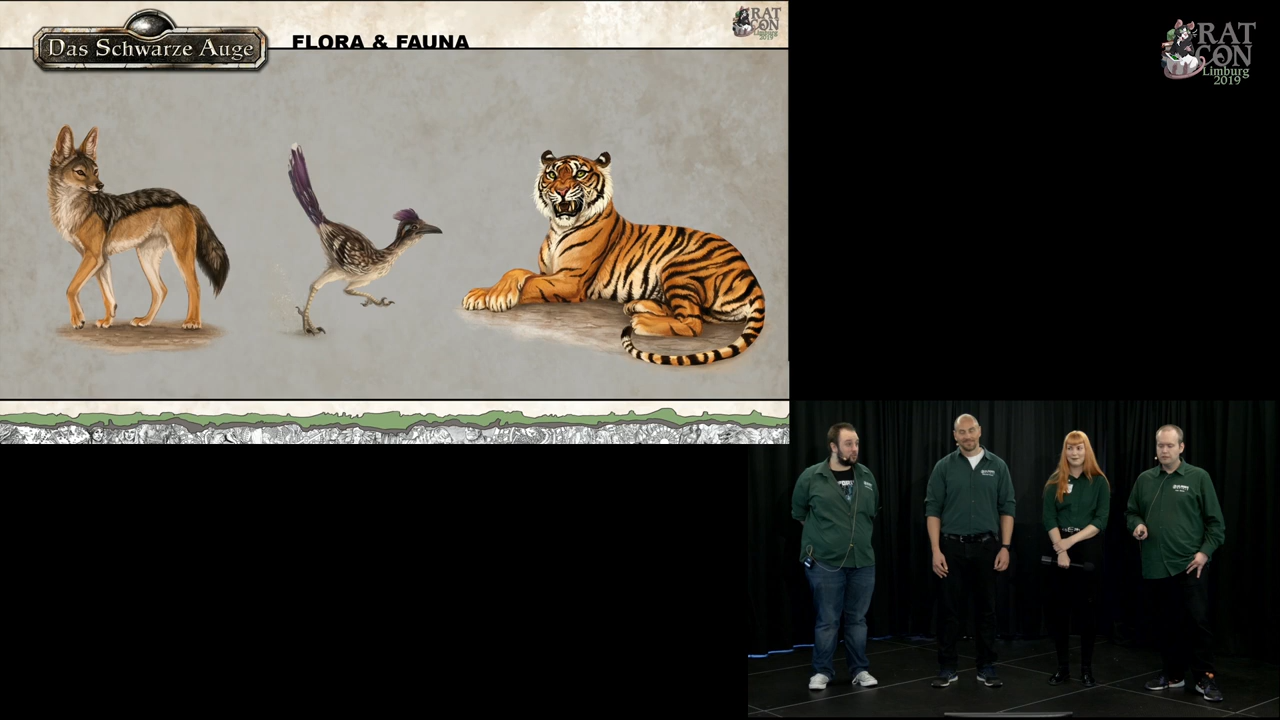 Das Schwarze Auge
FLORA & FAUNA
RAT
CON
Limburg
2019
RAT
CON
Limburg
2019